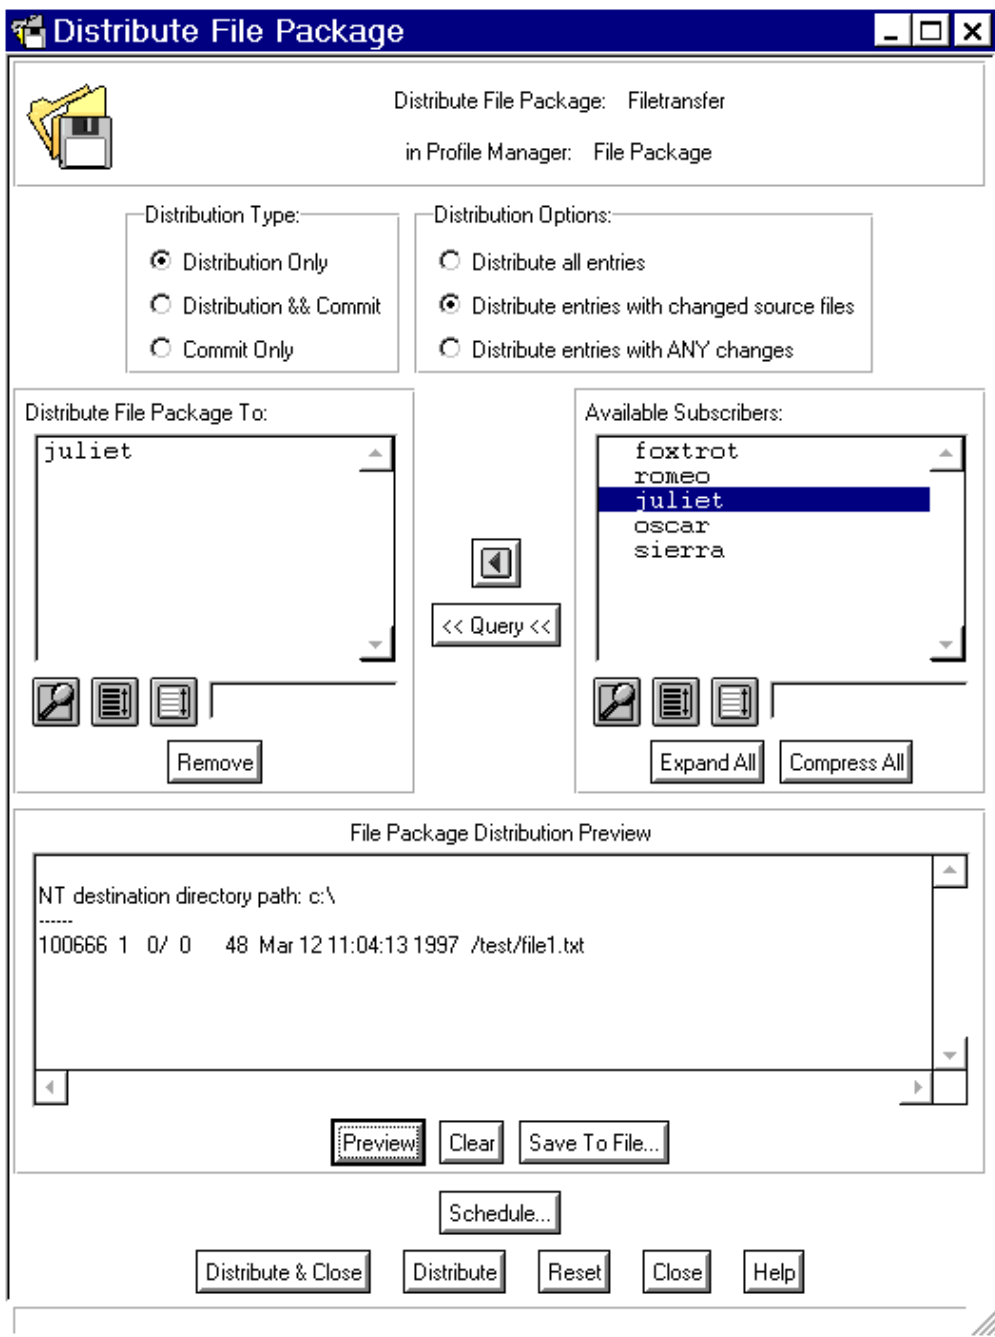 Distribute File Package
Distribute File Package: Filetransfer
in Profile Manager: File Package
Distribution Type:
Distribution Only
Distribution && Commit
Commit Only
Distribution Options:
Distribute all entries
Distribute entries with changed source files
Distribute entries with ANY changes
Distribute File Package To:
juliet
Remove
<< Query <<
Available Subscribers:
foxtrot
romeo
juliet
oscar
sierra
Expand All
Compress All
File Package Distribution Preview
NT destination directory path: c:\
------
100666 1 0/ 0 48 Mar 12 11:04:13 1997 /test/file1.txt
Preview
Clear
Save To File...
Schedule...
Distribute & Close
Distribute
Reset
Close
Help